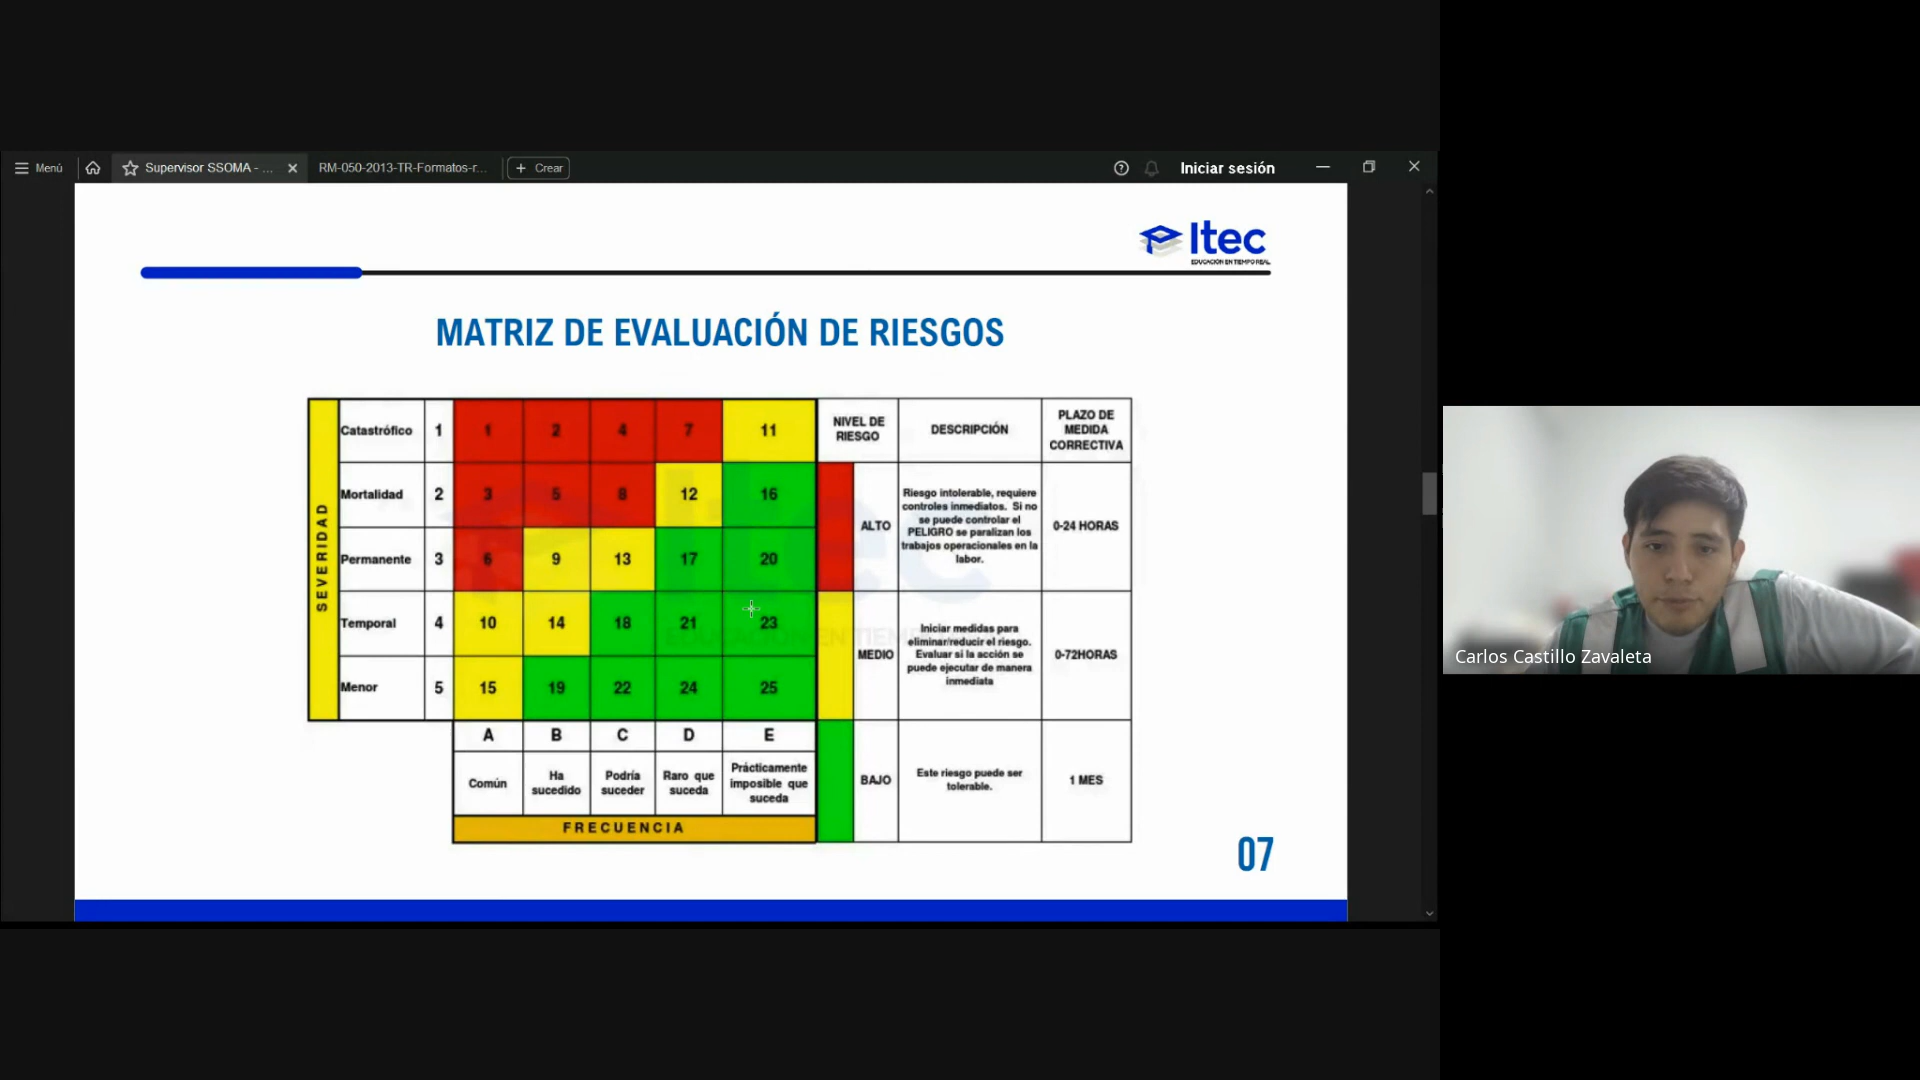 Menú
Supervisor SSOMA - ...
RM-050-2013-TR-Formatos-r...
+ Crear
Iniciar sesión
Itec
EDUCACIÓN EN TIEMPO REAL
MATRIZ DE EVALUACIÓN DE RIESGOS
SEVERIDAD
Catastrófico 1 1 2 4 7 11
Mortalidad 2 3 5 8 12 16
Permanente 3 6 9 13 17 20
Temporal 4 10 14 18 21 23
Menor 5 15 19 22 24 25
A B C D E
Común
Ha
sucedido
Podría
suceder
Raro que
suceda
Prácticamente
imposible que
suceda
FRECUENCIA
NIVEL DE
RIESGO
DESCRIPCIÓN
PLAZO DE
MEDIDA
CORRECTIVA
ALTO
Riesgo intolerable, requiere
controles inmediatos. Si no
se puede controlar el
PELIGRO se paralizan los
trabajos operacionales en la
labor.
0-24 HORAS
MEDIO
Iniciar medidas para
eliminar/reducir el riesgo.
Evaluar si la acción se
puede ejecutar de manera
inmediata
0-72HORAS
BAJO
Este riesgo puede ser
tolerable.
1 MES
07
Carlos Castillo Zavaleta